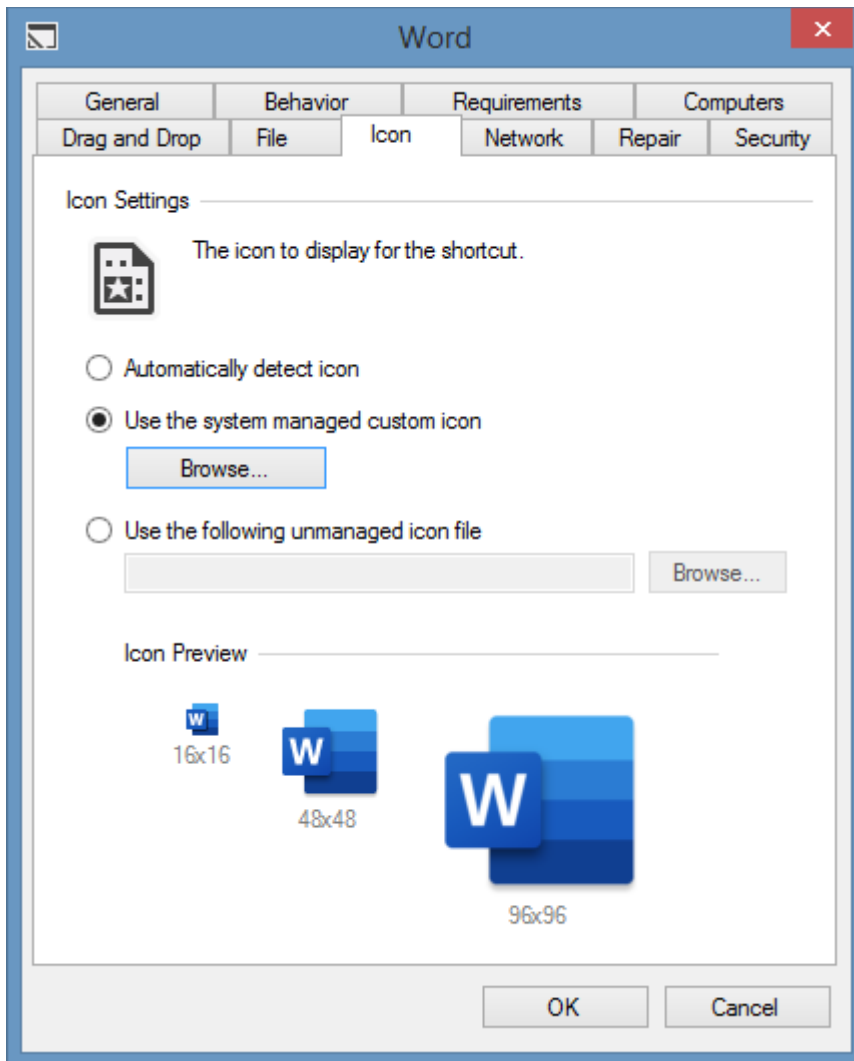 Word
General Behavior Requirements Computers
Drag and Drop File Icon Network Repair Security
Icon Settings
The icon to display for the shortcut.
Automatically detect icon
Use the system managed custom icon
Browse...
Use the following unmanaged icon file
Browse...
Icon Preview
W W W
16x16
48x48
96x96
OK Cancel